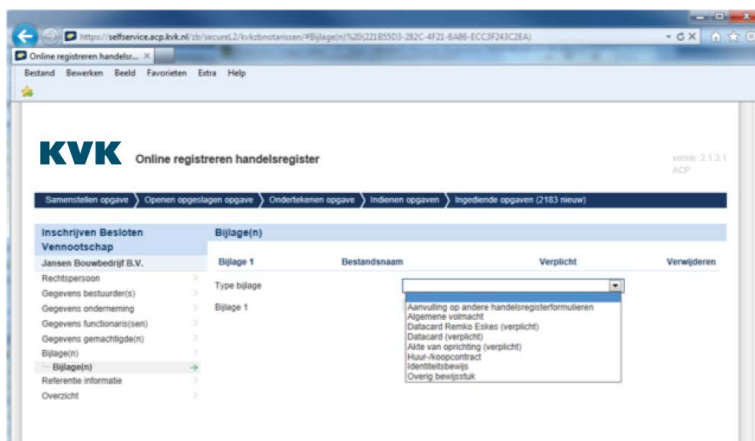 https://selfservice.acp.kvk.nl/zb/secureL2/kvkzbnotarissen/#Bijlage(n)%20(221B55D3-282C-4F21-8A86-ECC3F243C2EA)
Online registreren handelsr...
Bestand Bewerken Beeld Favorieten Extra Help
KVK Online registreren handelsregister
versie: 2.1.3.1
ACP
Samenstellen opgave Openen opgeslagen opgave Ondertekenen opgave Indienen opgaven Ingediende opgaven (2183 nieuw)
Inschrijven Besloten Vennootschap
Jansen Bouwbedrijf B.V.
Rechtspersoon
Gegevens bestuurder(s)
Gegevens onderneming
Gegevens functionaris(sen)
Gegevens gemachtigde(n)
Bijlage(n)
Bijlage(n)
Referentie informatie
Overzicht
Bijlage(n)
Bijlage 1 Bestandsnaam Verplicht Verwijderen
Type bijlage
Bijlage 1
Aanvulling op andere handelsregisterformulieren
Algemene volmacht
Datacard Remko Eskes (verplicht)
Datacard (verplicht)
Akte van oprichting (verplicht)
Huur-/koopcontract
Identiteitsbewijs
Overig bewijsstuk